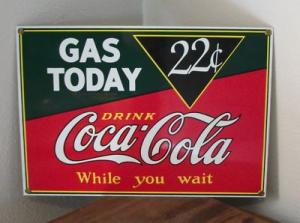 GAS
TODAY
22¢
DRINK
Coca-Cola
While you wait